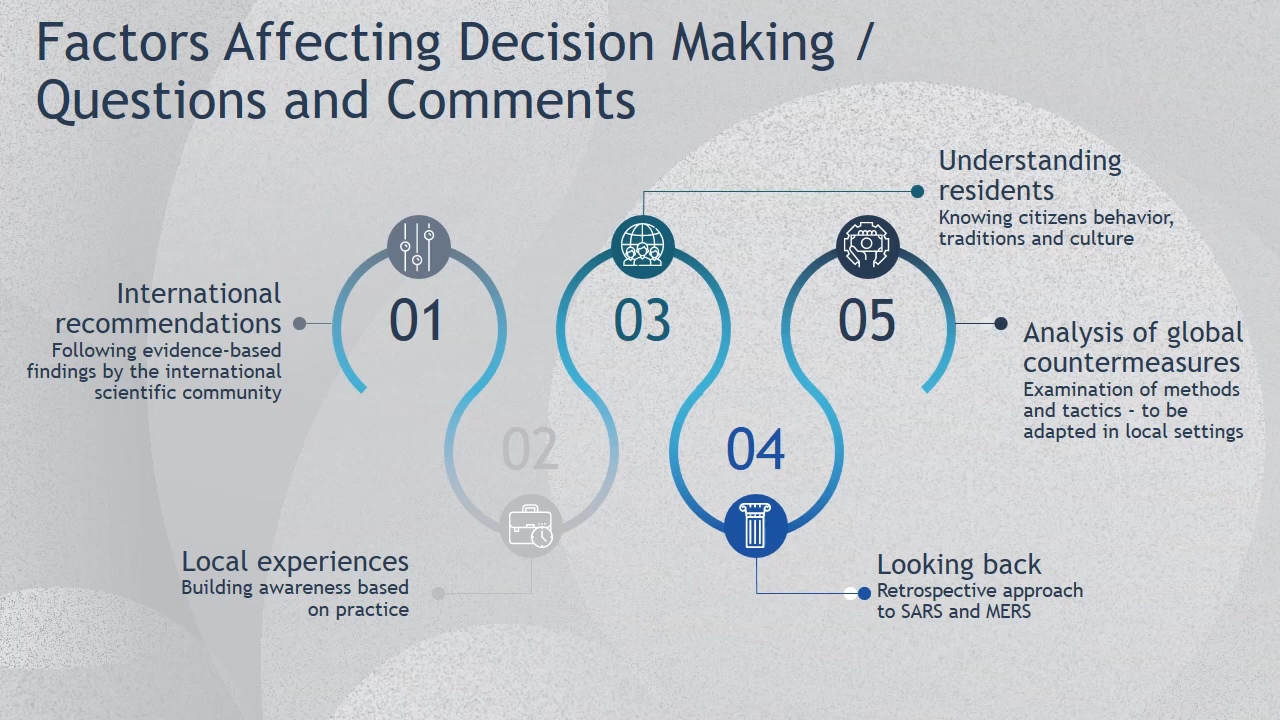 Factors Affecting Decision Making /
Questions and Comments
01
International
recommendations
Following evidence-based
findings by the international
scientific community
02
Local experiences
Building awareness based
on practice
03
Understanding
residents
Knowing citizens behavior,
traditions and culture
04
Looking back
Retrospective approach
to SARS and MERS
05
Analysis of global
countermeasures
Examination of methods
and tactics - to be
adapted in local settings